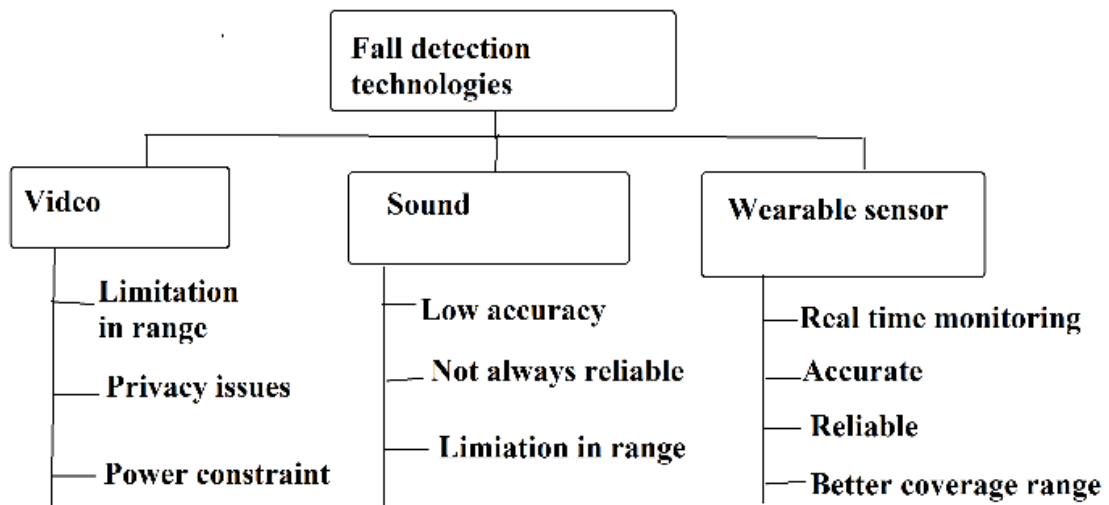 Fall detection
technologies
Video
Sound
Wearable sensor
Limitation
in range
Privacy issues
Power constraint
Low accuracy
Not always reliable
Limiation in range
Real time monitoring
Accurate
Reliable
Better coverage range